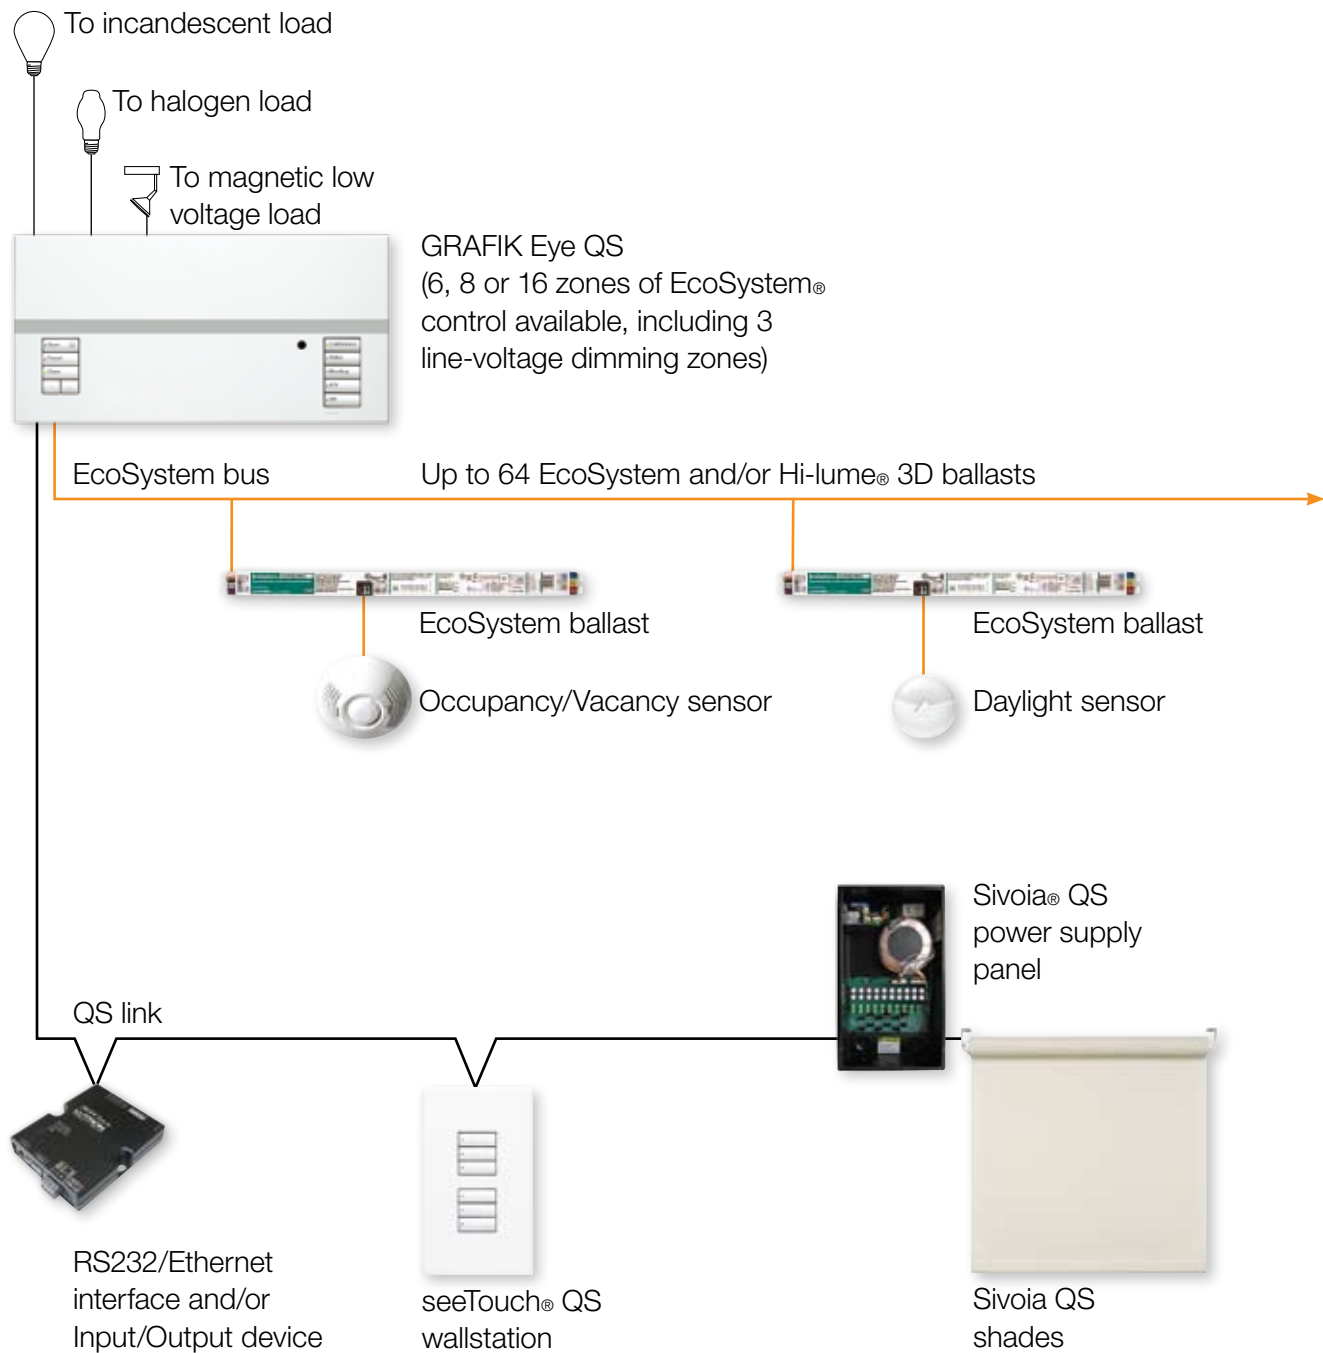 To incandescent load
To halogen load
To magnetic low
voltage load
GRAFIK Eye QS
(6, 8 or 16 zones of EcoSystem®
control available, including 3
line-voltage dimming zones)
EcoSystem bus
Up to 64 EcoSystem and/or Hi-lume® 3D ballasts
EcoSystem ballast
EcoSystem ballast
Occupancy/Vacancy sensor
Daylight sensor
Sivoia® QS
power supply
panel
QS link
RS232/Ethernet
interface and/or
Input/Output device
seeTouch® QS
wallstation
Sivoia QS
shades